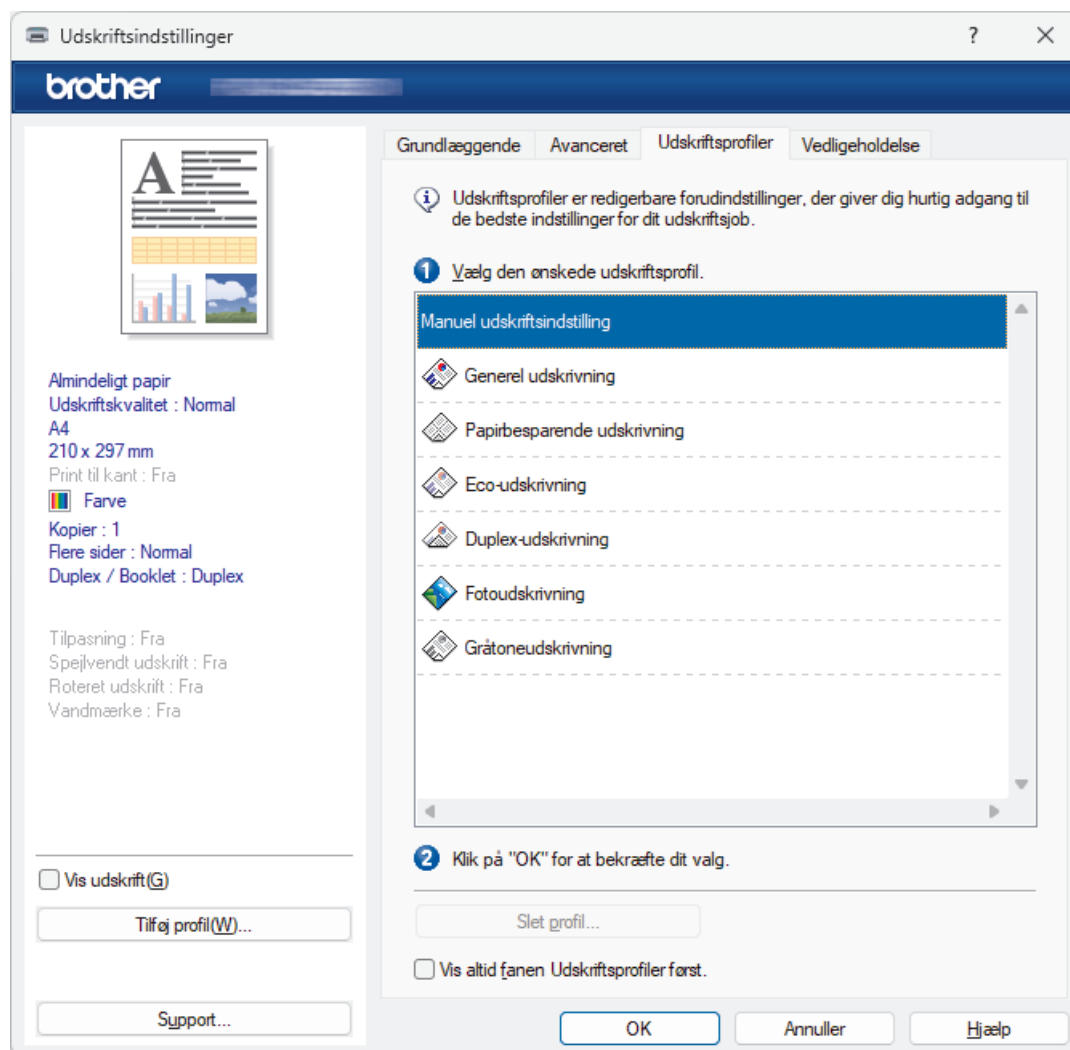 Udskriftsindstillinger
?
brother
A
Almindeligt papir
Udskriftskvalitet : Normal
A4
210 x 297 mm
Print til kant : Fra
Farve
Kopier : 1
Flere sider : Normal
Duplex / Booklet : Duplex
Tilpasning : Fra
Spejlvendt udskrift : Fra
Roteret udskrift : Fra
Vandmærke : Fra
Vis udskrift(G)
Tilføj profil(W)...
Support...
Grundlæggende Avanceret Udskriftsprofiler Vedligeholdelse
Udskriftsprofiler er redigerbare forudindstillinger, der giver dig hurtig adgang til
de bedste indstillinger for dit udskriftsjob.
1 Vælg den ønskede udskriftsprofil.
Manuel udskriftsindstilling
Generel udskrivning
Papirbesparende udskrivning
Eco-udskrivning
Duplex-udskrivning
Fotoudskrivning
Gråtoneudskrivning
2 Klik på "OK" for at bekræfte dit valg.
Slet profil...
Vis altid fanen Udskriftsprofiler først.
OK Annuller Hjælp